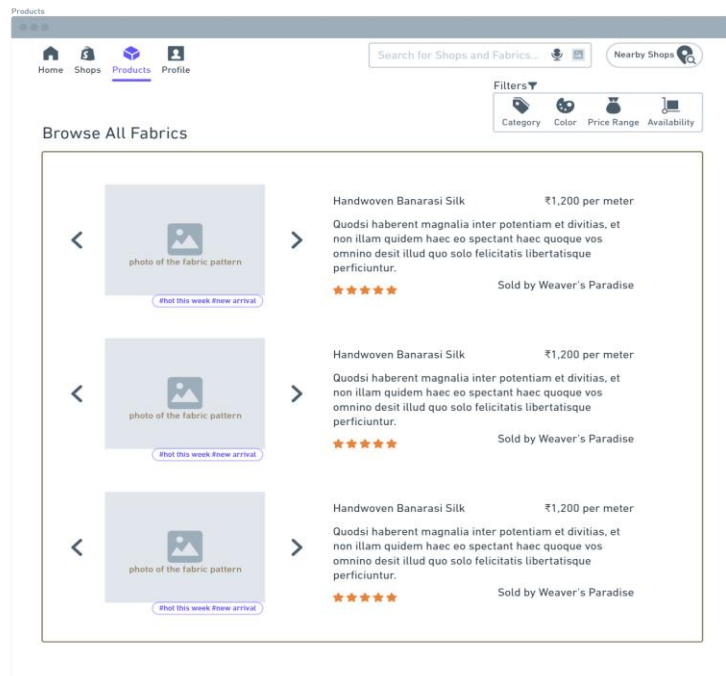 Products
Home Shops Products Profile
Search for Shops and Fabrics...
Nearby Shops
Filters
Category Color Price Range Availability
Browse All Fabrics
photo of the fabric pattern
#hot this week #new arrival
Handwoven Banarasi Silk ₹1,200 per meter
Quodsi haberent magnalia inter potentiam et divitias, et
non illam quidem haec eo spectant haec quoque vos
omnino desit illud quo solo felicitatis libertatisque
perficiuntur.
Sold by Weaver's Paradise
photo of the fabric pattern
#hot this week #new arrival
Handwoven Banarasi Silk ₹1,200 per meter
Quodsi haberent magnalia inter potentiam et divitias, et
non illam quidem haec eo spectant haec quoque vos
omnino desit illud quo solo felicitatis libertatisque
perficiuntur.
Sold by Weaver's Paradise
photo of the fabric pattern
#hot this week #new arrival
Handwoven Banarasi Silk ₹1,200 per meter
Quodsi haberent magnalia inter potentiam et divitias, et
non illam quidem haec eo spectant haec quoque vos
omnino desit illud quo solo felicitatis libertatisque
perficiuntur.
Sold by Weaver's Paradise